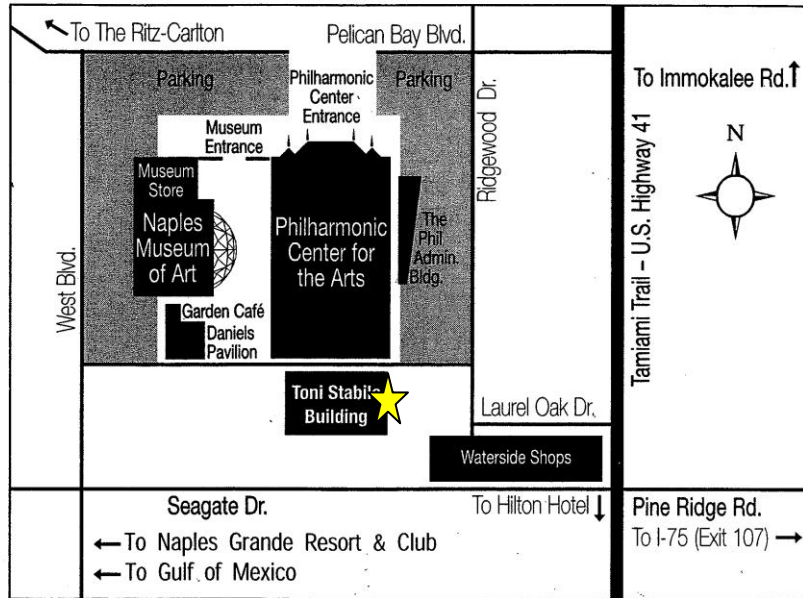 To The Ritz-Carlton
Pelican Bay Blvd.
Parking
Philharmonic
Center
Entrance
Parking
To Immokalee Rd.
Museum
Entrance
Ridgewood Dr.
Tamiami Trail – U.S. Highway 41
N
Museum
Store
Naples
Museum
of Art
Philharmonic
Center for
the Arts
The
Phil
Admin.
Bldg.
West Blvd.
Garden Café
Daniels
Pavilion
Toni Stabile
Building
Laurel Oak Dr.
Waterside Shops
Seagate Dr.
To Hilton Hotel
Pine Ridge Rd.
To I-75 (Exit 107)
To Naples Grande Resort & Club
To Gulf of Mexico